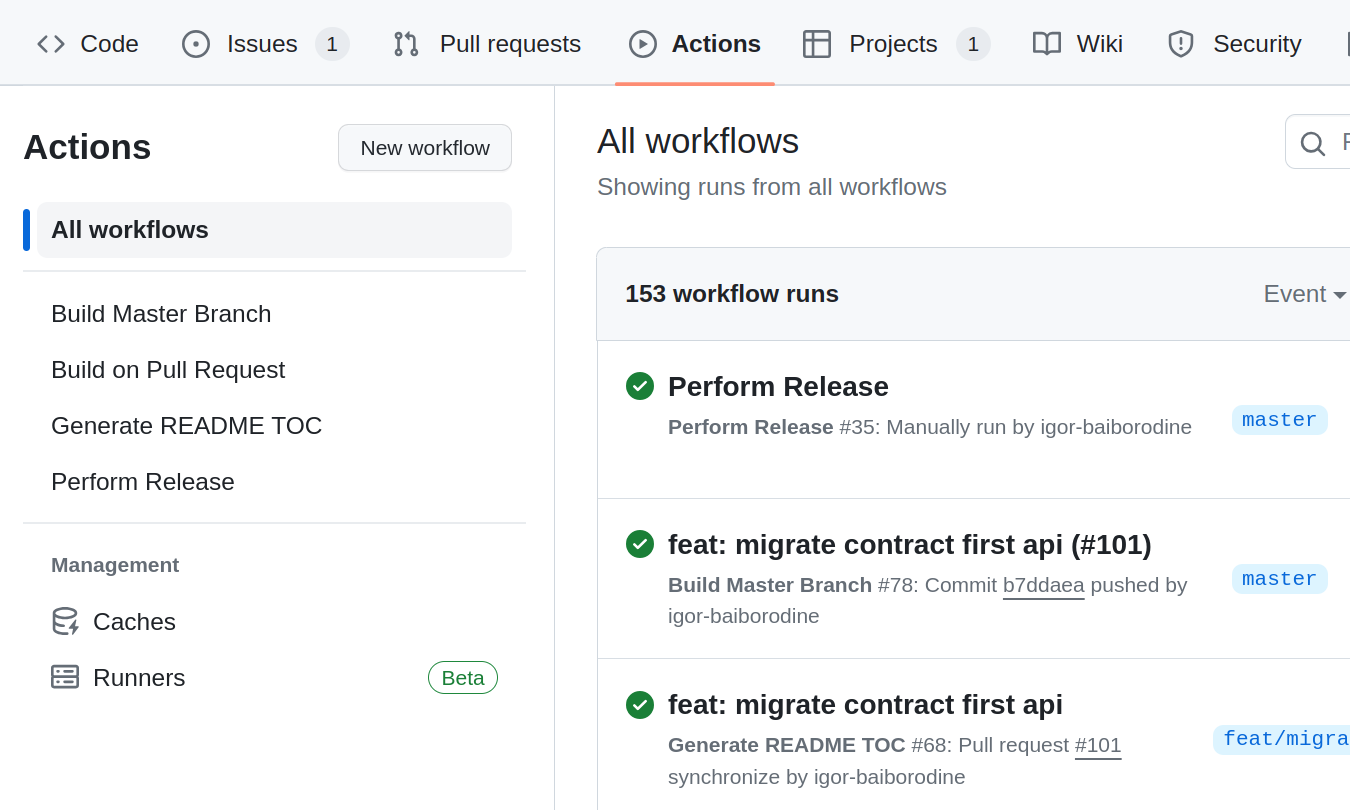 Code Issues 1 Pull requests Actions Projects 1 Wiki Security
Actions
New workflow
All workflows
Build Master Branch
Build on Pull Request
Generate README TOC
Perform Release
Management
Caches
Runners Beta
All workflows
Showing runs from all workflows
153 workflow runs Event
Perform Release
Perform Release #35: Manually run by igor-baiborodine
master
feat: migrate contract first api (#101)
Build Master Branch #78: Commit b7ddaea pushed by
igor-baiborodine
master
feat: migrate contract first api
Generate README TOC #68: Pull request #101
synchronize by igor-baiborodine
feat/migra